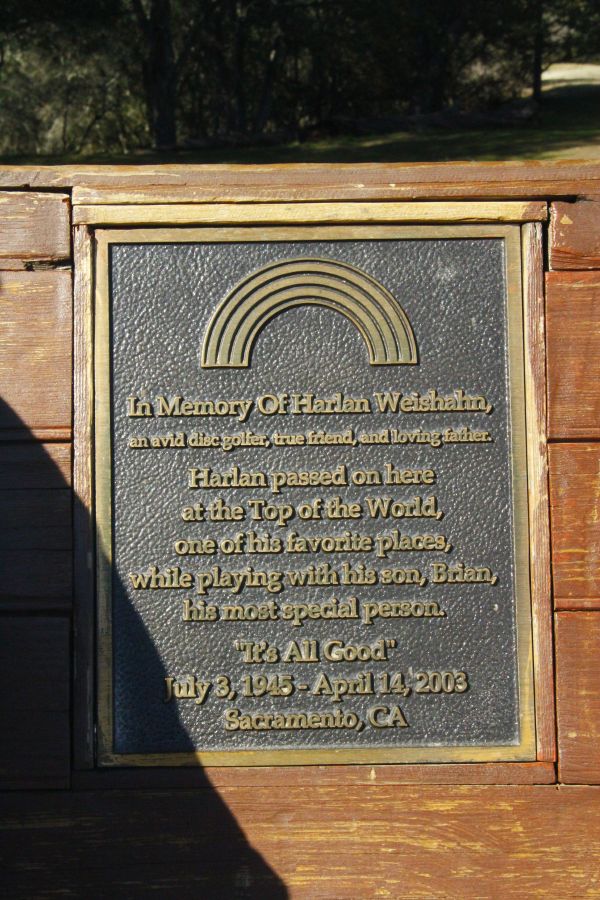 In Memory Of Harlan Weishahn,
an avid disc golfer, true friend, and loving father.
Harlan passed on here
at the Top of the World,
one of his favorite places,
while playing with his son, Brian,
his most special person.
"It's All Good"
July 3, 1945 - April 14, 2003
Sacramento, CA